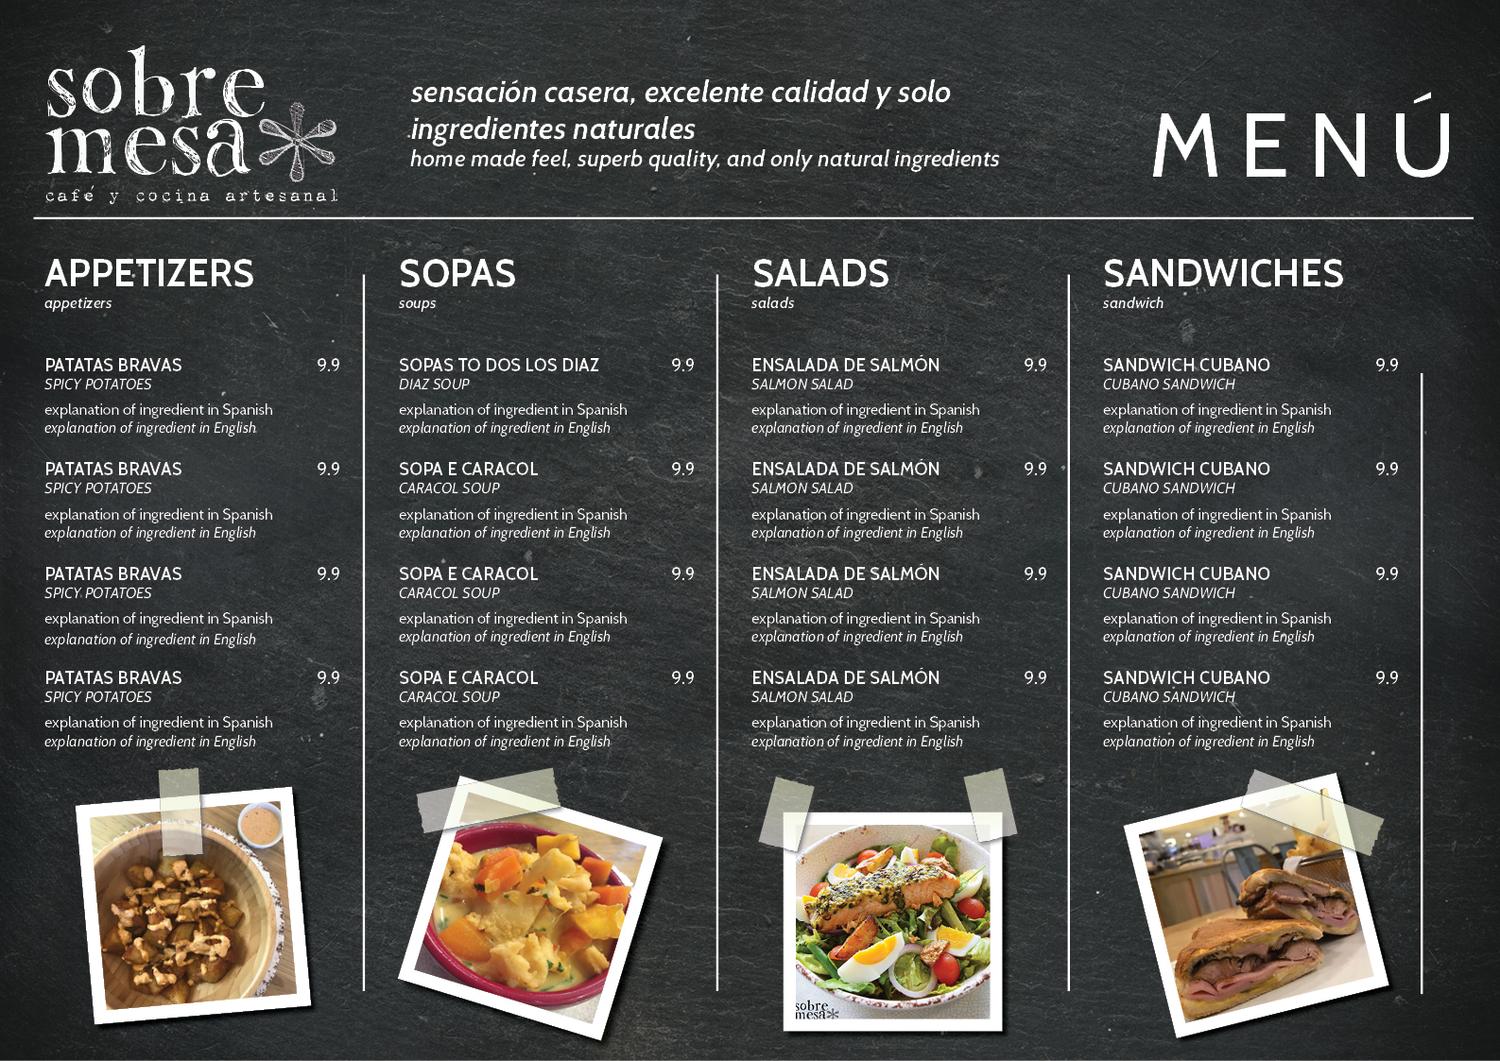 sobre
mesa
café y cocina artesanal
sensación casera, excelente calidad y solo
ingredientes naturales
home made feel, superb quality, and only natural ingredients
MENÚ
APPETIZERS
appetizers
PATATAS BRAVAS 9.9
SPICY POTATOES
explanation of ingredient in Spanish
explanation of ingredient in English
PATATAS BRAVAS 9.9
SPICY POTATOES
explanation of ingredient in Spanish
explanation of ingredient in English
PATATAS BRAVAS 9.9
SPICY POTATOES
explanation of ingredient in Spanish
explanation of ingredient in English
PATATAS BRAVAS 9.9
SPICY POTATOES
explanation of ingredient in Spanish
explanation of ingredient in English
SOPAS
soups
SOPAS TO DOS LOS DIAZ 9.9
DIAZ SOUP
explanation of ingredient in Spanish
explanation of ingredient in English
SOPA E CARACOL 9.9
CARACOL SOUP
explanation of ingredient in Spanish
explanation of ingredient in English
SOPA E CARACOL 9.9
CARACOL SOUP
explanation of ingredient in Spanish
explanation of ingredient in English
SOPA E CARACOL 9.9
CARACOL SOUP
explanation of ingredient in Spanish
explanation of ingredient in English
SALADS
salads
ENSALADA DE SALMÓN 9.9
SALMON SALAD
explanation of ingredient in Spanish
explanation of ingredient in English
ENSALADA DE SALMÓN 9.9
SALMON SALAD
explanation of ingredient in Spanish
explanation of ingredient in English
ENSALADA DE SALMÓN 9.9
SALMON SALAD
explanation of ingredient in Spanish
explanation of ingredient in English
ENSALADA DE SALMÓN 9.9
SALMON SALAD
explanation of ingredient in Spanish
explanation of ingredient in English
sobre
mesa
SANDWICHES
sandwich
SANDWICH CUBANO 9.9
CUBANO SANDWICH
explanation of ingredient in Spanish
explanation of ingredient in English
SANDWICH CUBANO 9.9
CUBANO SANDWICH
explanation of ingredient in Spanish
explanation of ingredient in English
SANDWICH CUBANO 9.9
CUBANO SANDWICH
explanation of ingredient in Spanish
explanation of ingredient in English
SANDWICH CUBANO 9.9
CUBANO SANDWICH
explanation of ingredient in Spanish
explanation of ingredient in English